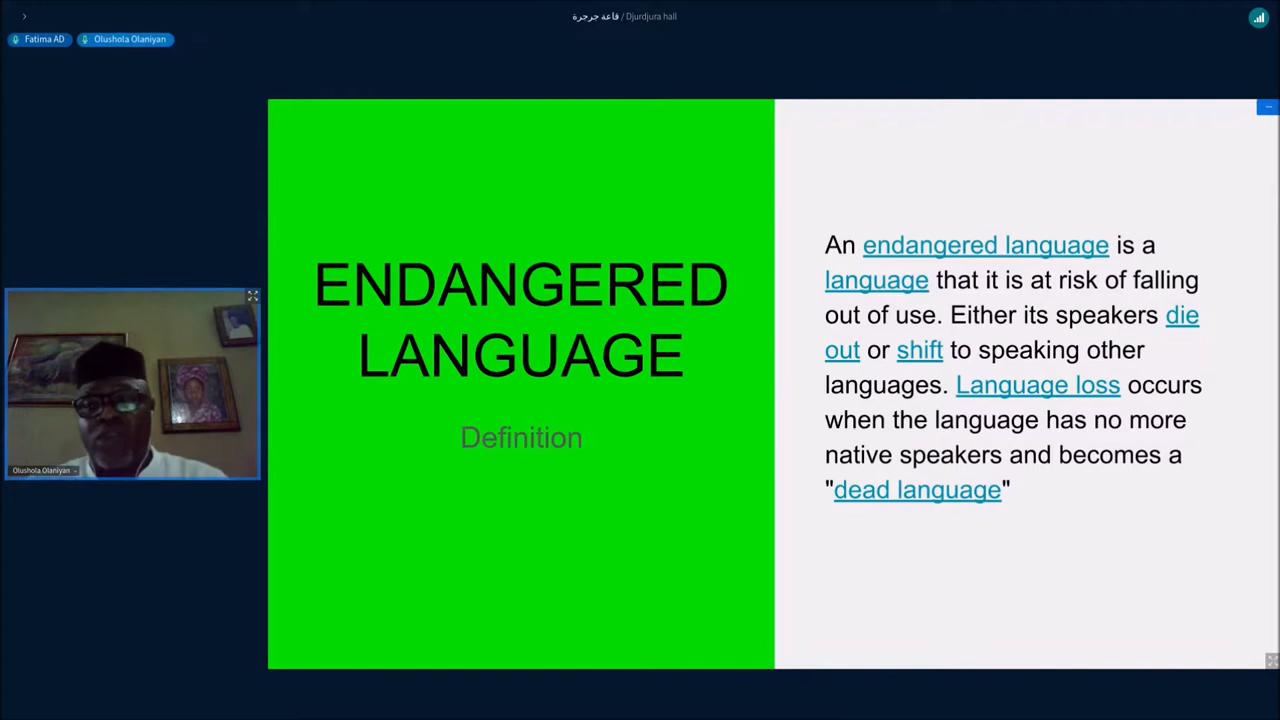 قاعة جرجرة / Djurdjura hall
Fatima AD
Olushola Olaniyan
ENDANGERED
LANGUAGE
Definition
An endangered language is a
language that it is at risk of falling
out of use. Either its speakers die
out or shift to speaking other
languages. Language loss occurs
when the language has no more
native speakers and becomes a
"dead language"
Olushola Olaniyan